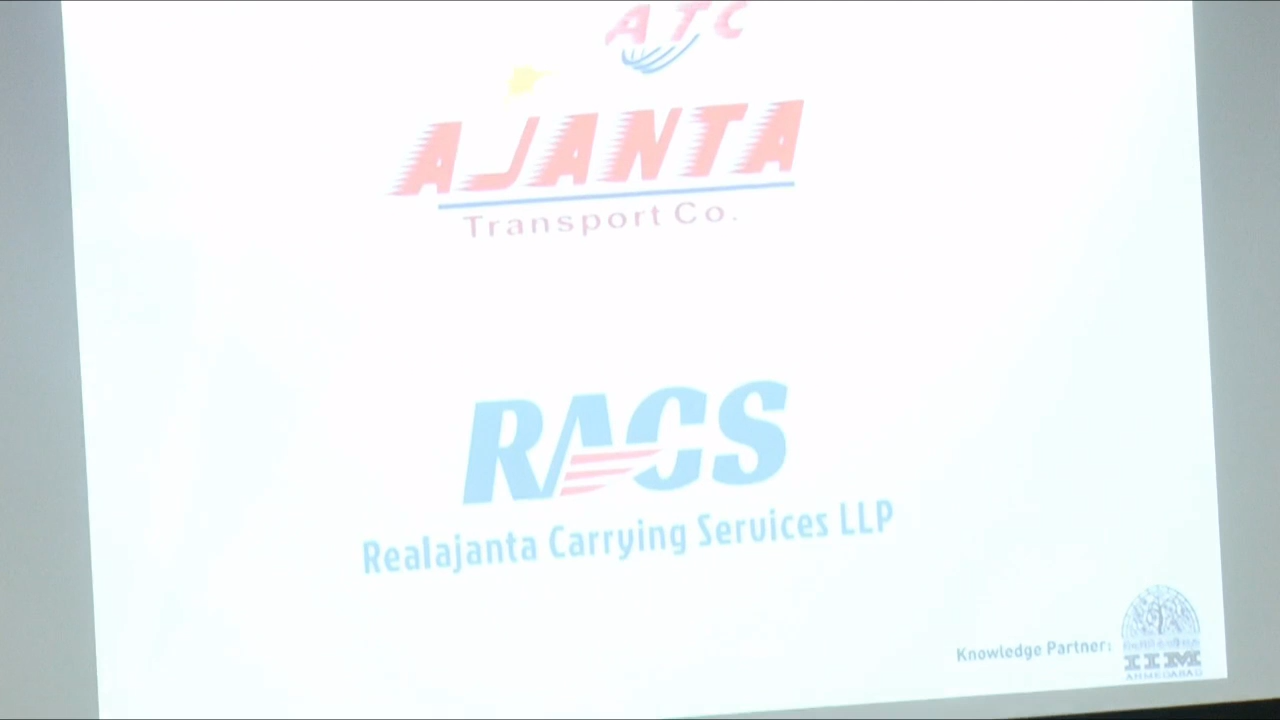 ATC
AJANTA
Transport Co.
RACS
Realajanta Carrying Services LLP
Knowledge Partner:
IIM
AHMEDABAD